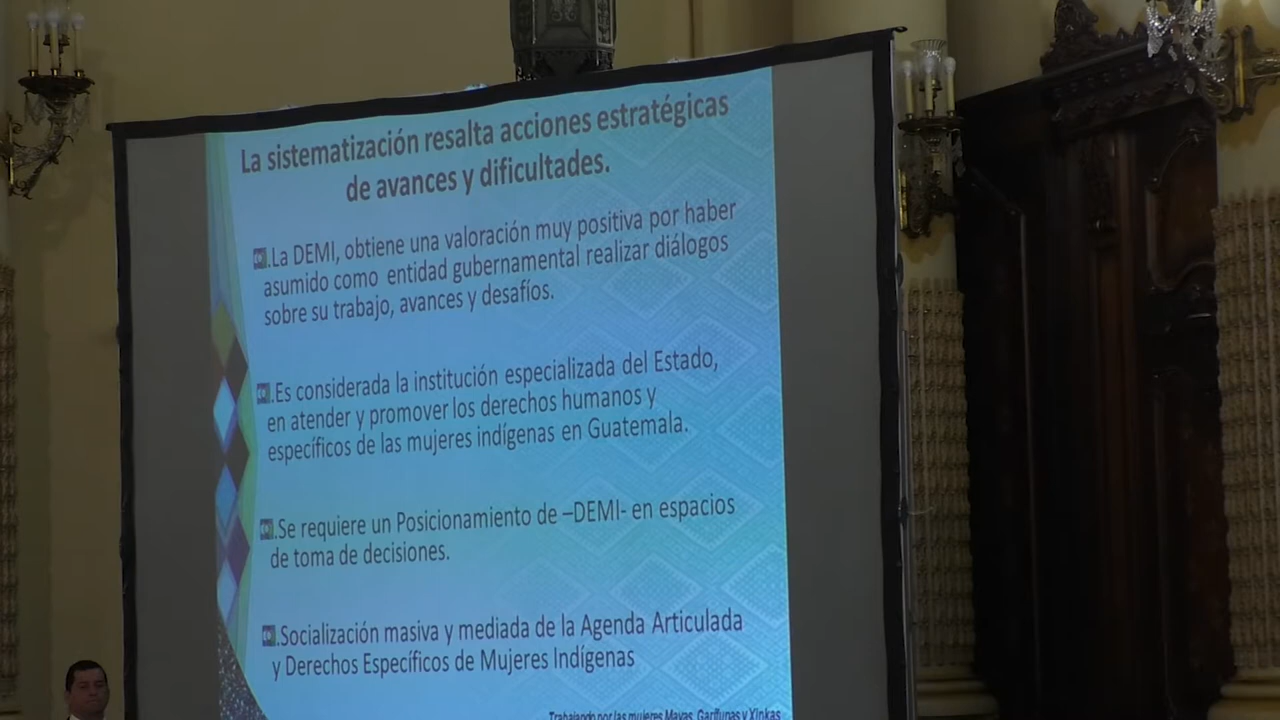 La sistematización resalta acciones estratégicas
de avances y dificultades.
.La DEMI, obtiene una valoración muy positiva por haber
asumido como entidad gubernamental realizar diálogos
sobre su trabajo, avances y desafíos.
.Es considerada la institución especializada del Estado,
en atender y promover los derechos humanos y
específicos de las mujeres indígenas en Guatemala.
.Se requiere un Posicionamiento de –DEMI- en espacios
de toma de decisiones.
.Socialización masiva y mediada de la Agenda Articulada
y Derechos Específicos de Mujeres Indígenas
Trabajando por las mujeres Mayas, Garífunas y Xinkas